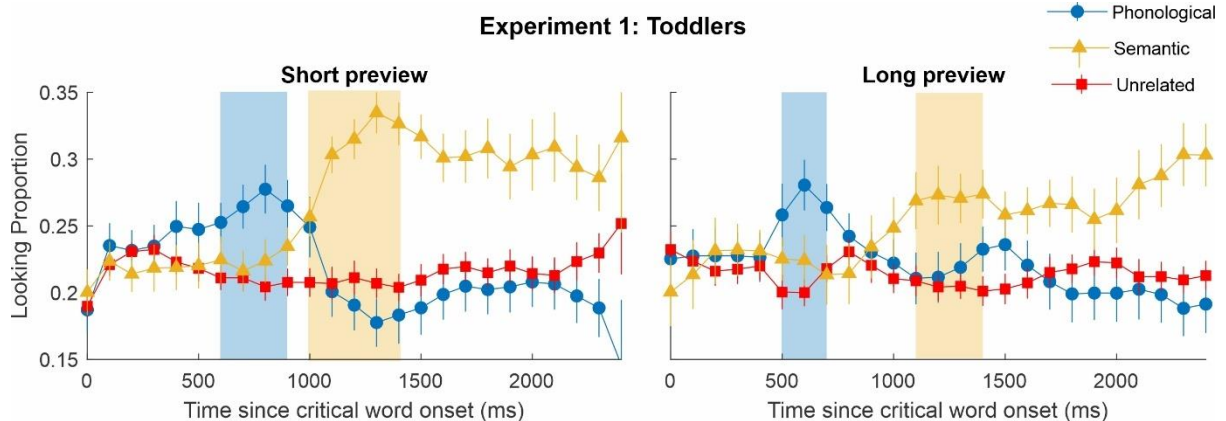 Experiment 1: Toddlers
Phonological
Semantic
Unrelated
Short preview
Long preview
0.35
0.3
0.25
0.2
0.15
Looking Proportion
0 500 1000 1500 2000
0 500 1000 1500 2000
Time since critical word onset (ms)
Time since critical word onset (ms)